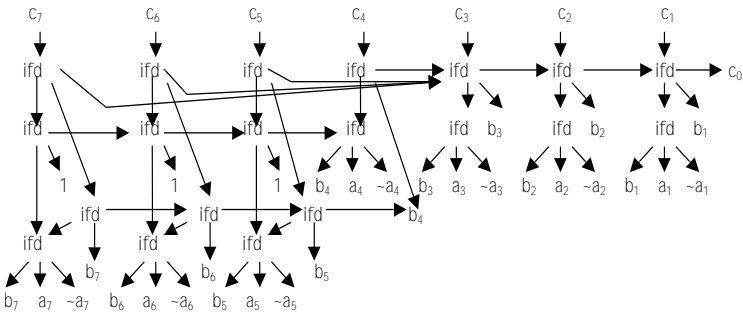 c7 c6 c5 c4 c3 c2 c1
ifd ifd ifd ifd ifd ifd ifd c0
ifd ifd ifd ifd ifd b3 ifd b2 ifd b1
1 1 1 b4 a4 ~a4 b3 a3 ~a3 b2 a2 ~a2 b1 a1 ~a1
ifd ifd ifd b4
ifd ifd ifd
b7 b6 b5
b7 a7 ~a7 b6 a6 ~a6 b5 a5 ~a5